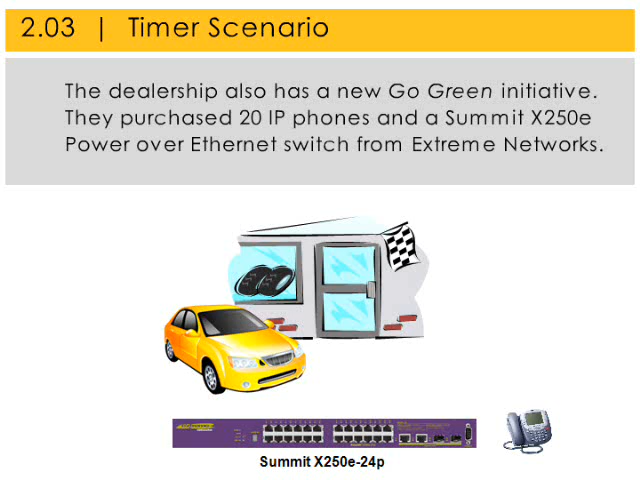 2.03 | Timer Scenario
The dealership also has a new Go Green initiative.
They purchased 20 IP phones and a Summit X250e
Power over Ethernet switch from Extreme Networks.
Summit X250e-24p